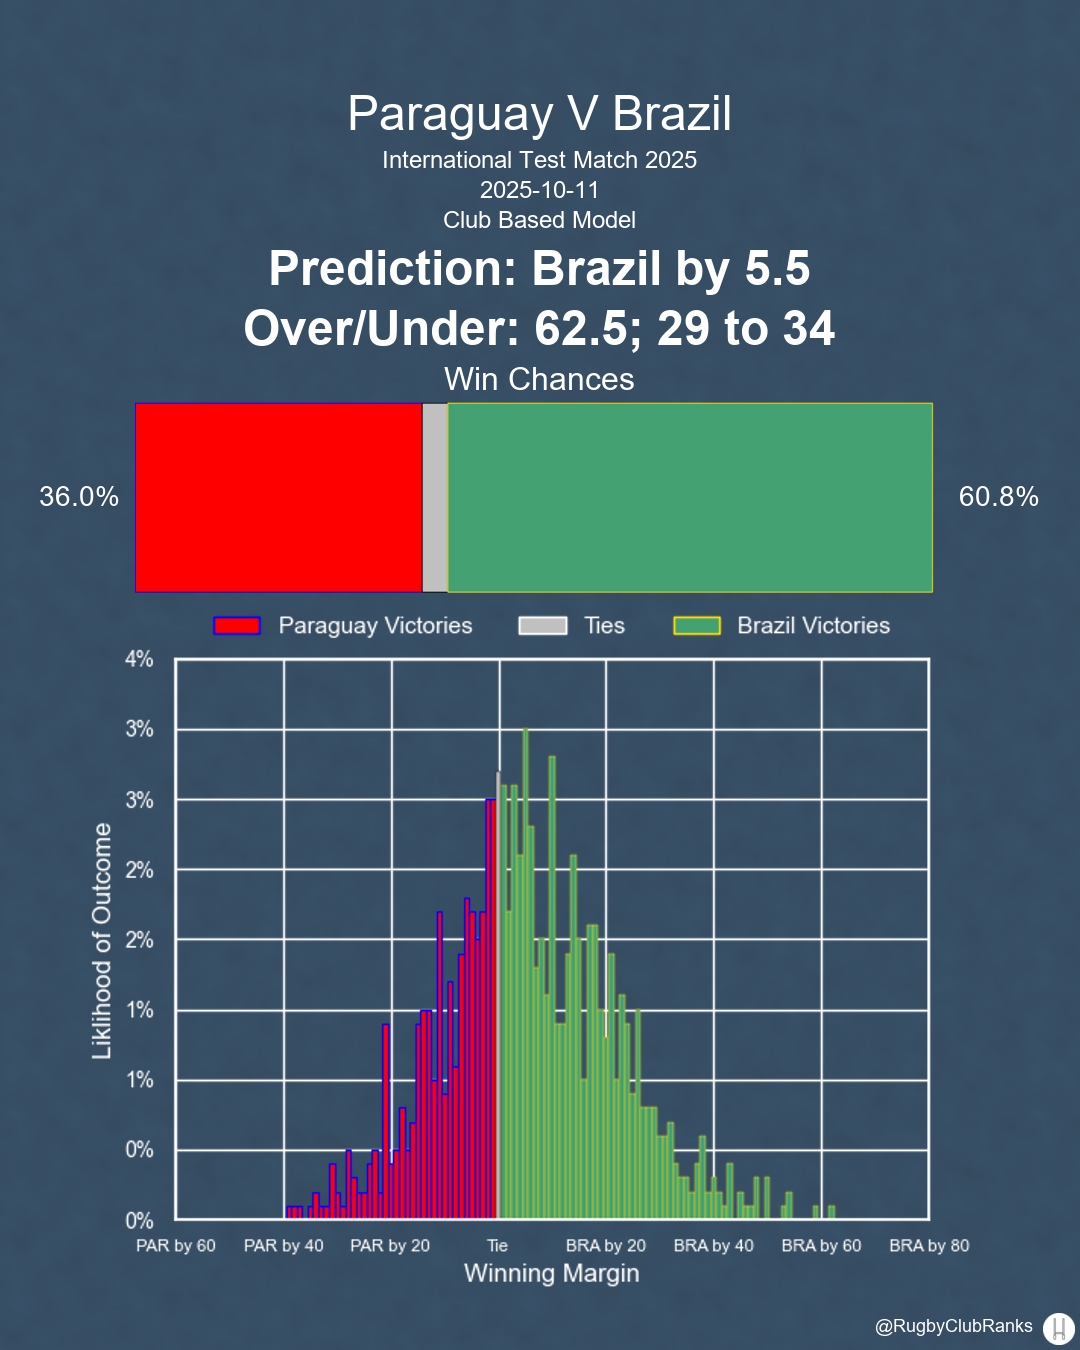 Paraguay V Brazil
International Test Match 2025
2025-10-11
Club Based Model
Prediction: Brazil by 5.5
Over/Under: 62.5; 29 to 34
Win Chances
36.0%
60.8%
Paraguay Victories
Ties
Brazil Victories
4%
3%
3%
2%
2%
1%
1%
0%
0%
Liklihood of Outcome
PAR by 60
PAR by 40
PAR by 20
Tie
BRA by 20
BRA by 40
BRA by 60
BRA by 80
Winning Margin
@RugbyClubRanks